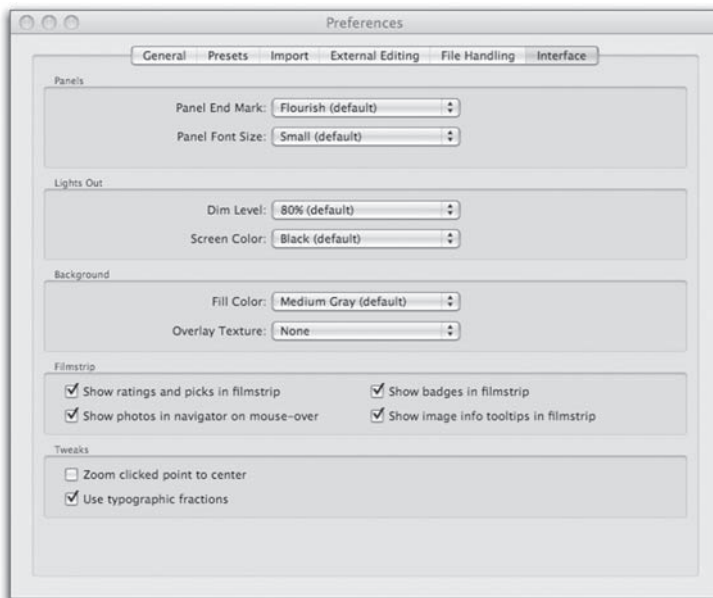 Preferences
General Presets Import External Editing File Handling Interface
Panels
Panel End Mark: Flourish (default)
Panel Font Size: Small (default)
Lights Out
Dim Level: 80% (default)
Screen Color: Black (default)
Background
Fill Color: Medium Gray (default)
Overlay Texture: None
Filmstrip
Show ratings and picks in filmstrip Show badges in filmstrip
Show photos in navigator on mouse-over Show image info tooltips in filmstrip
Tweaks
Zoom clicked point to center
Use typographic fractions